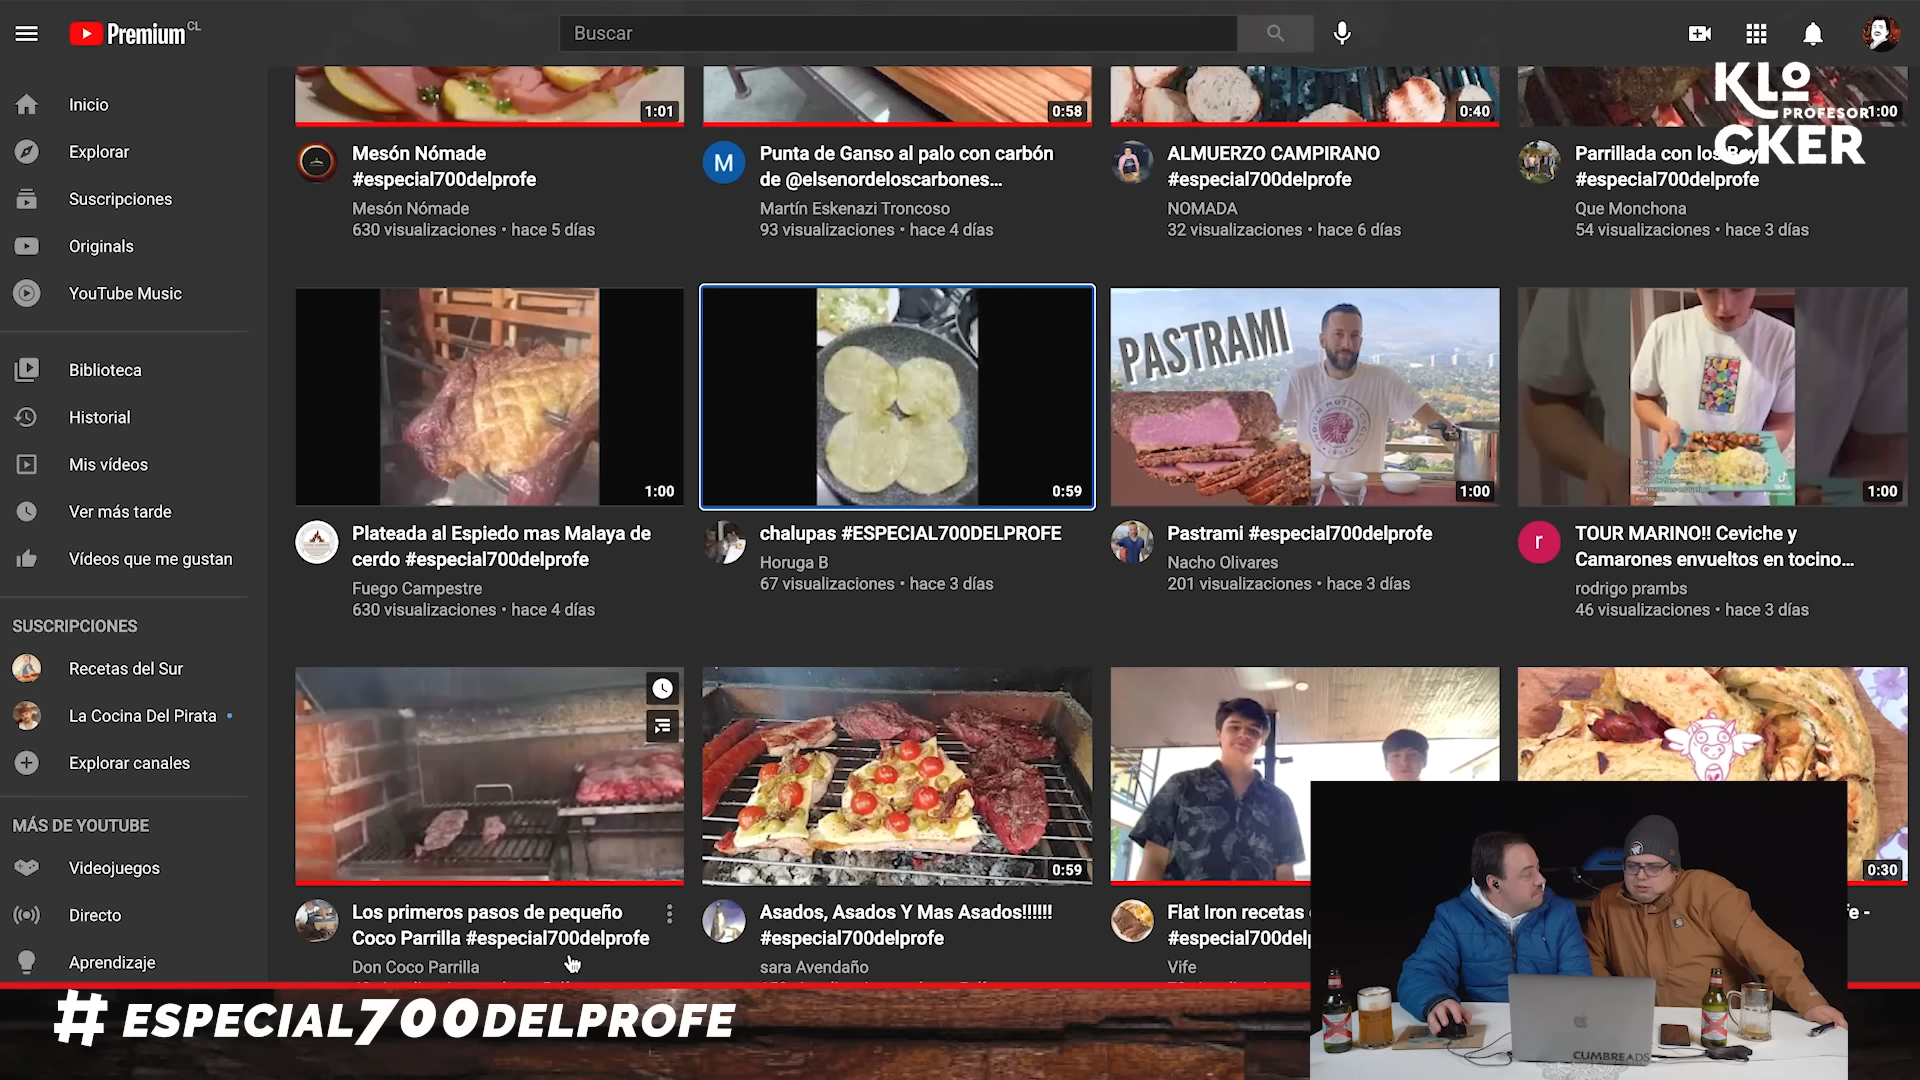 Premium CL
Buscar
Inicio
Explorar
Suscripciones
Originals
YouTube Music
Biblioteca
Historial
Mis vídeos
Ver más tarde
Vídeos que me gustan
SUSCRIPCIONES
Recetas del Sur
La Cocina Del Pirata
Explorar canales
MÁS DE YOUTUBE
Videojuegos
Directo
Aprendizaje
KLO
PROFESOR
CKER
1:01
Mesón Nómade
#especial700delprofe
Mesón Nómade
630 visualizaciones • hace 5 días
0:58
M
Punta de Ganso al palo con carbón
de @elsenordeloscarbones...
Martín Eskenazi Troncoso
93 visualizaciones • hace 4 días
0:40
ALMUERZO CAMPIRANO
#especial700delprofe
NOMADA
32 visualizaciones • hace 6 días
1:00
Parrillada con los
#especial700delprofe
Que Monchona
54 visualizaciones • hace 3 días
1:00
Plateada al Espiedo mas Malaya de
cerdo #especial700delprofe
Fuego Campestre
630 visualizaciones • hace 4 días
0:59
chalupas #ESPECIAL700DELPROFE
Horuga B
67 visualizaciones • hace 3 días
PASTRAMI
1:00
Pastrami #especial700delprofe
Nacho Olivares
201 visualizaciones • hace 3 días
1:00
r
TOUR MARINO!! Ceviche y
Camarones envueltos en tocino...
rodrigo prambs
46 visualizaciones • hace 3 días
Los primeros pasos de pequeño
Coco Parrilla #especial700delprofe
Don Coco Parrilla
0:59
Asados, Asados Y Mas Asados!!!!!!
#especial700delprofe
sara Avendaño
Flat Iron recetas
#especial700del
Vife
0:30
#ESPECIAL700DELPROFE
CUMBREADS